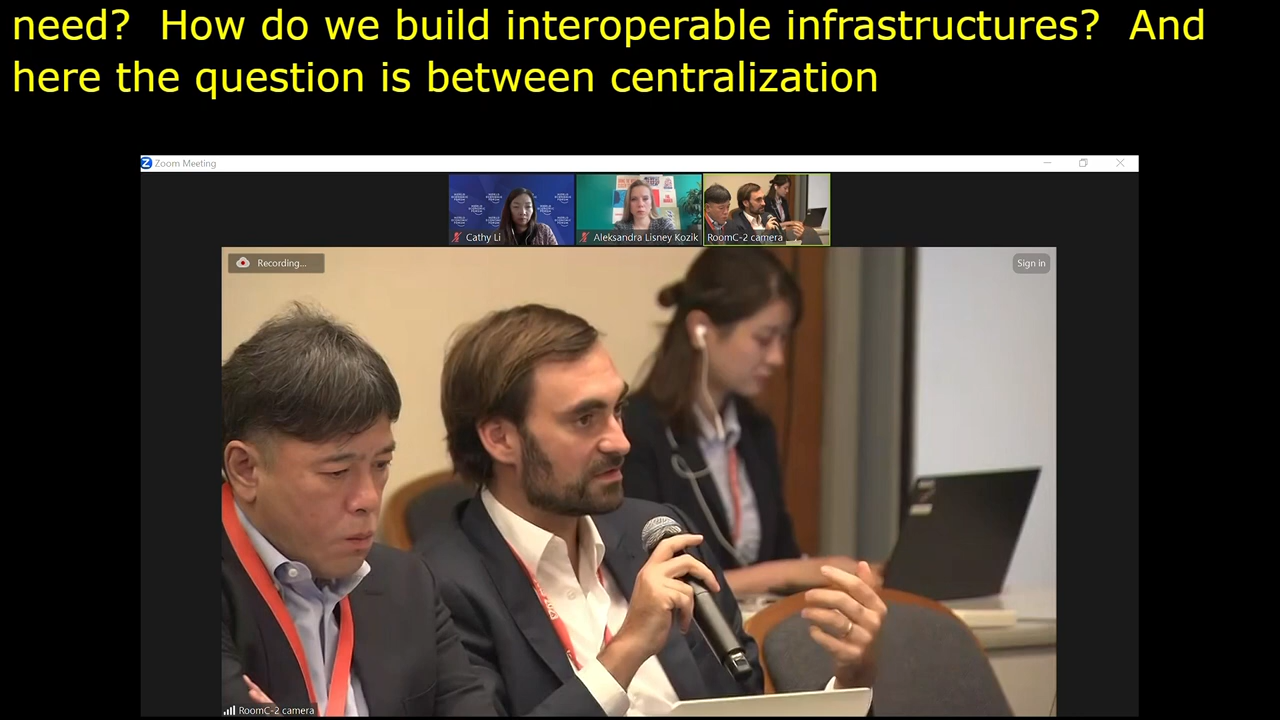 need?  How do we build interoperable infrastructures?  And
here the question is between centralization
Zoom Meeting
Cathy Li
Aleksandra Lisney Kozik
RoomC-2 camera
Recording...
Sign in
RoomC-2 camera